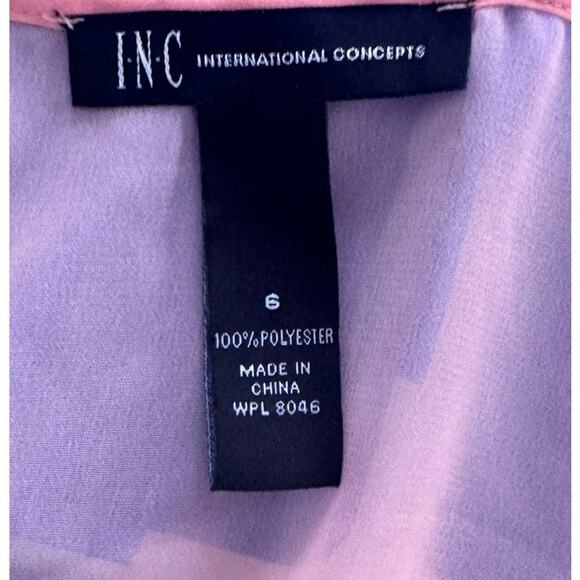 I·N·C INTERNATIONAL CONCEPTS
6
100%POLYESTER
MADE IN
CHINA
WPL 8046